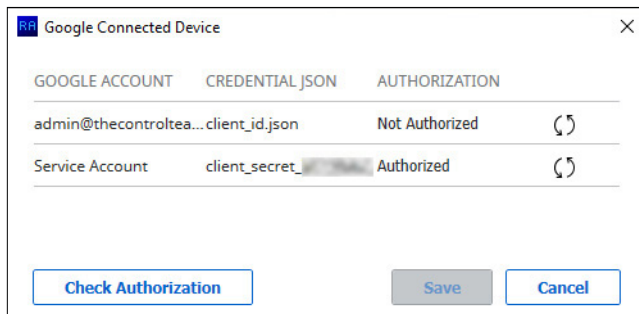 RA Google Connected Device
GOOGLE ACCOUNT CREDENTIAL JSON AUTHORIZATION
admin@thecontroltea... client_id.json Not Authorized
Service Account client_secret_ Authorized
Check Authorization Save Cancel